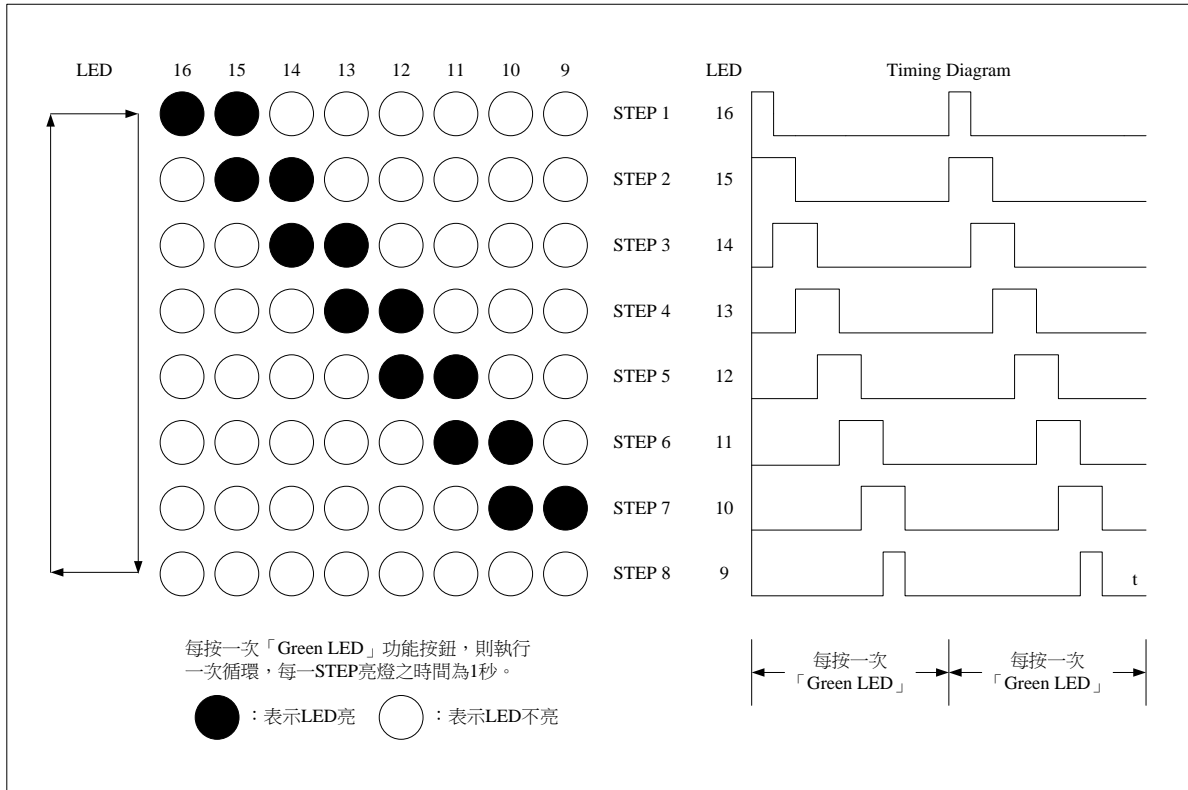 LED 16 15 14 13 12 11 10 9 LED Timing Diagram
STEP 1 16
STEP 2 15
STEP 3 14
STEP 4 13
STEP 5 12
STEP 6 11
STEP 7 10
STEP 8 9 t
每按一次「Green LED」功能按鈕，則執行
一次循環，每一STEP亮燈之時間為1秒。
：表示LED亮 ：表示LED不亮
每按一次
「Green LED」
每按一次
「Green LED」